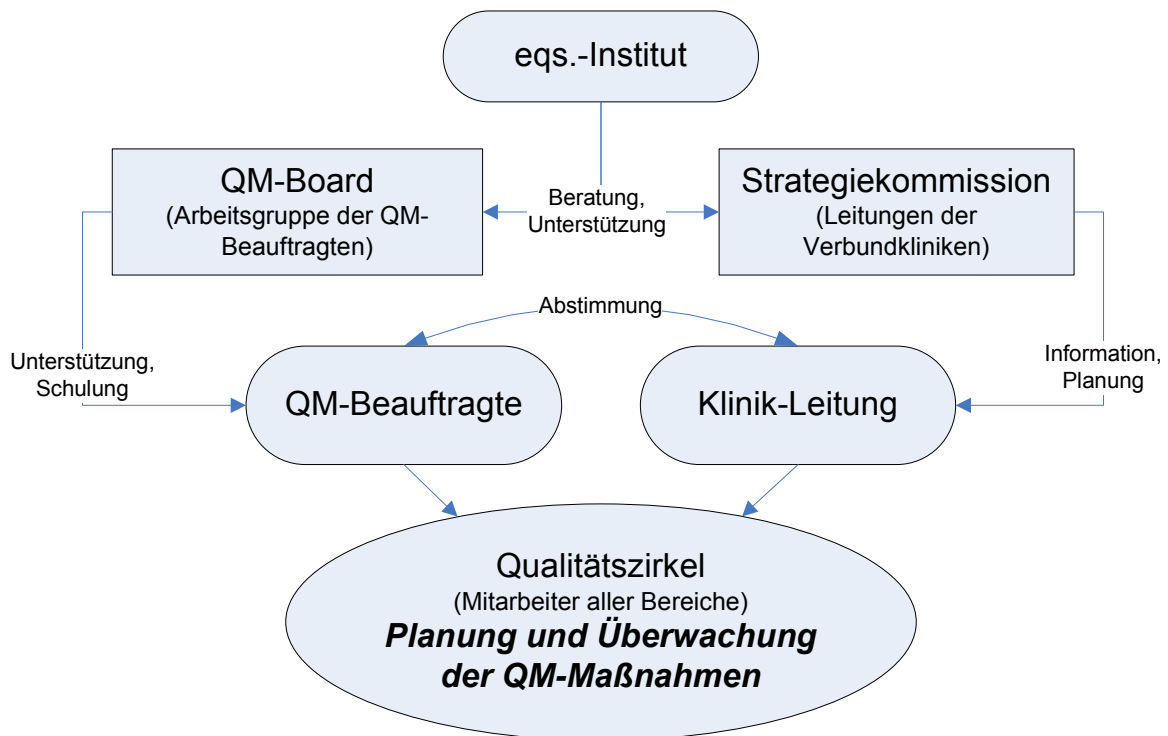 eqs.-Institut
QM-Board
(Arbeitsgruppe der QM-
Beauftragten)
Beratung,
Unterstützung
Strategiekommission
(Leitungen der
Verbundkliniken)
Abstimmung
Unterstützung,
Schulung
QM-Beauftragte
Klinik-Leitung
Information,
Planung
Qualitätszirkel
(Mitarbeiter aller Bereiche)
Planung und Überwachung
der QM-Maßnahmen